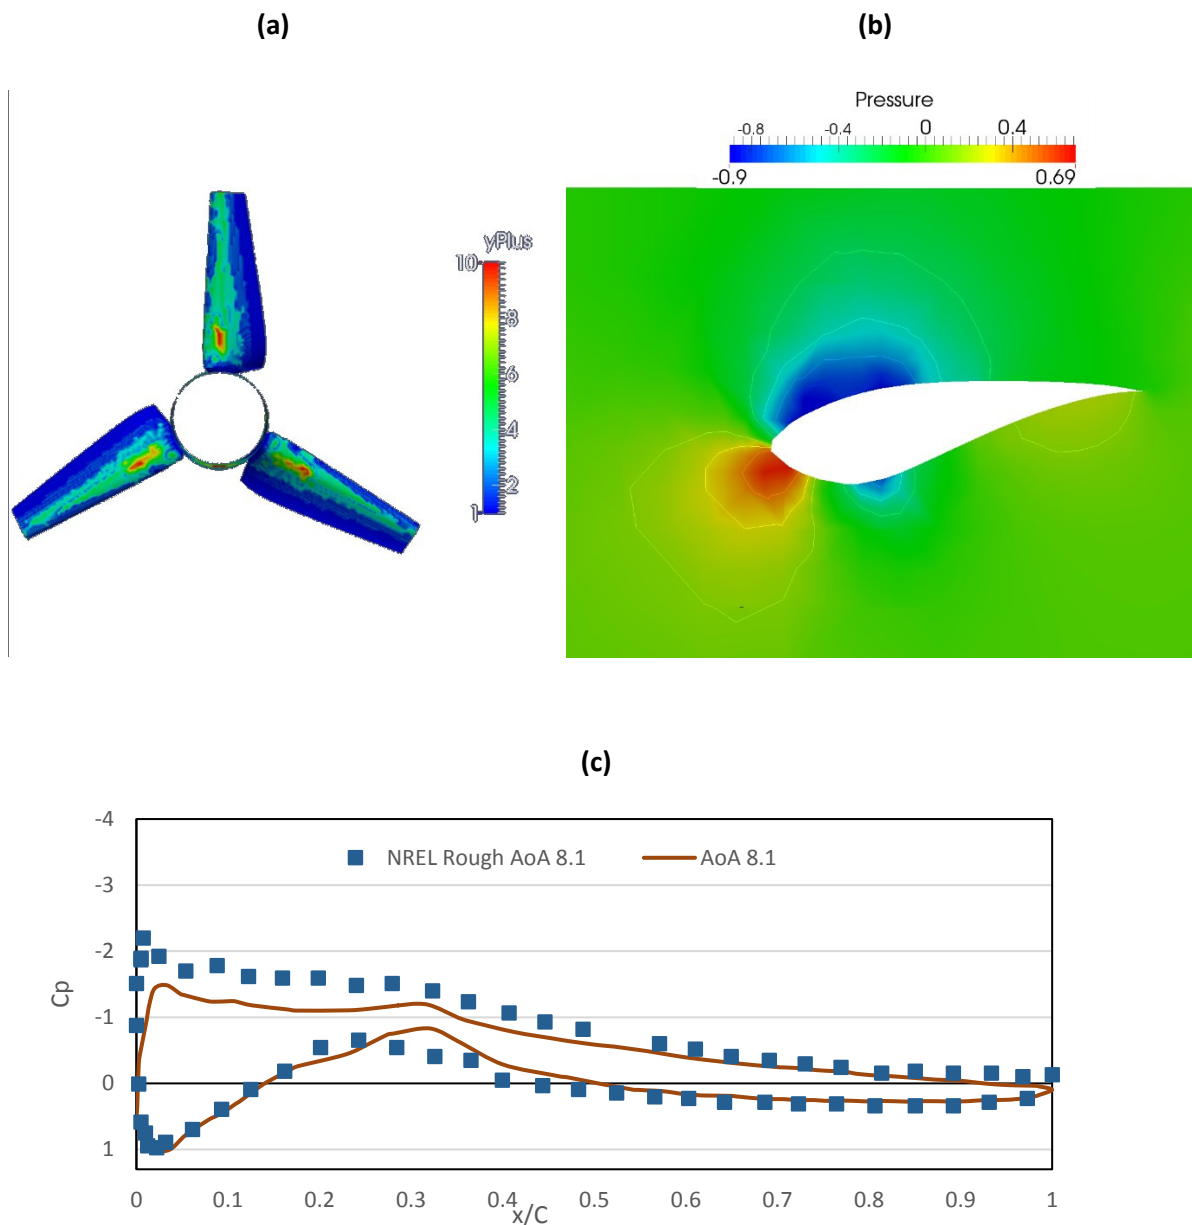 (a)
(b)
yPlus
10
8
6
4
2
1
Pressure
-0.8 -0.4 0 0.4
-0.9 0.69
(c)
NREL Rough AoA 8.1 AoA 8.1
Cp
-4
-3
-2
-1
0
1
0 0.1 0.2 0.3 0.4 0.5 0.6 0.7 0.8 0.9 1
x/C